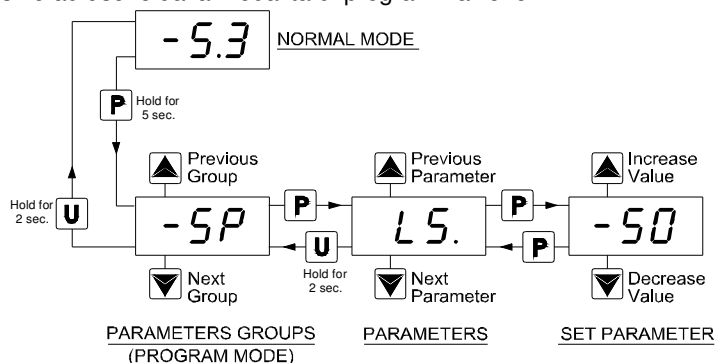 -5.3
NORMAL MODE
P
Hold for
5 sec.
Previous
Group
Previous
Parameter
Increase
Value
Hold for
2 sec.
U
-SP
P
LS.
P
-50
U
P
Hold for
2 sec.
Next
Group
Next
Parameter
Decrease
Value
PARAMETERS GROUPS
(PROGRAM MODE)
PARAMETERS
SET PARAMETER